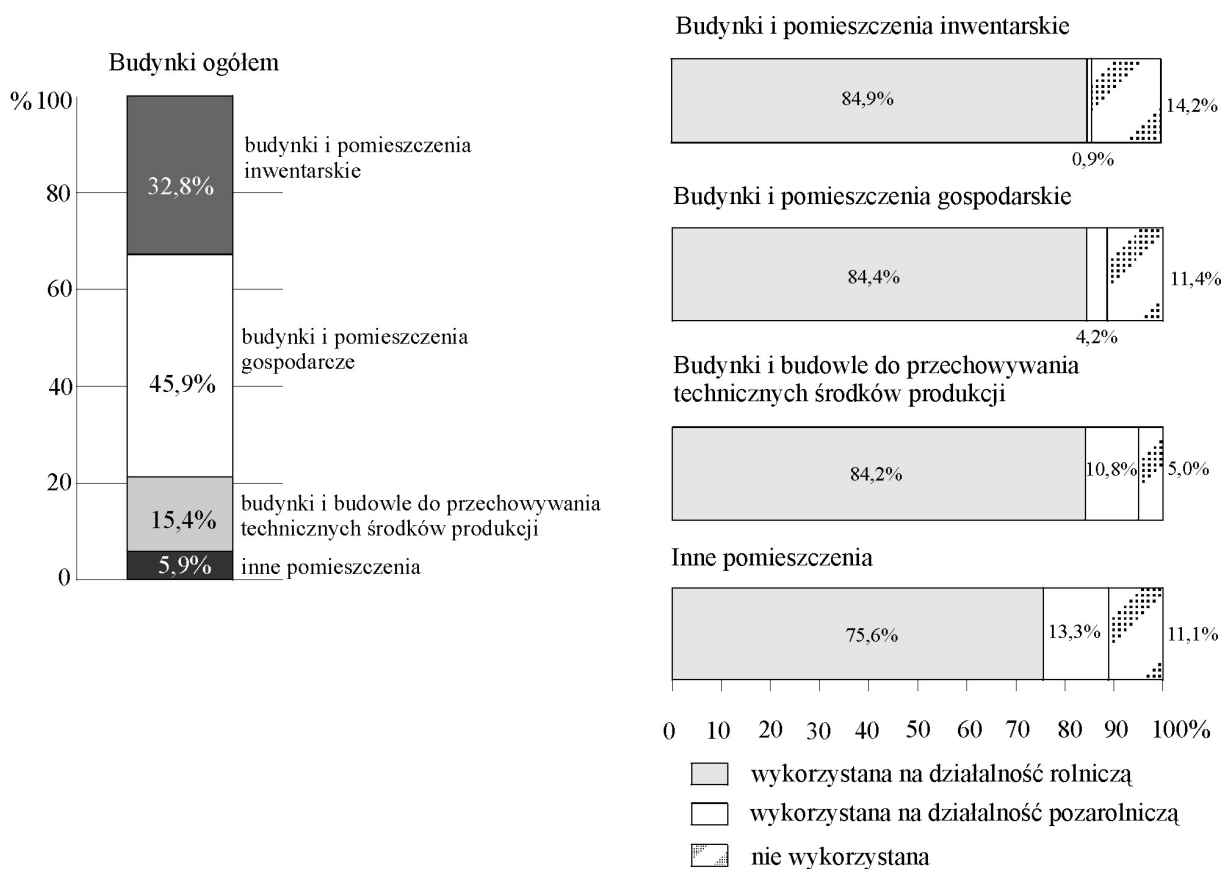 Budynki ogółem
% 100
80
60
40
20
0
32,8%
45,9%
15,4%
5,9%
budynki i pomieszczenia
inwentarskie
budynki i pomieszczenia
gospodarcze
budynki i budowle do przechowywania
technicznych środków produkcji
inne pomieszczenia
Budynki i pomieszczenia inwentarskie
84,9%
14,2%
0,9%
Budynki i pomieszczenia gospodarskie
84,4%
11,4%
4,2%
Budynki i budowle do przechowywania
technicznych środków produkcji
84,2%
10,8%
5,0%
Inne pomieszczenia
75,6%
13,3%
11,1%
0 10 20 30 40 50 60 70 80 90 100%
wykorzystana na działalność rolniczą
wykorzystana na działalność pozarolniczą
nie wykorzystana